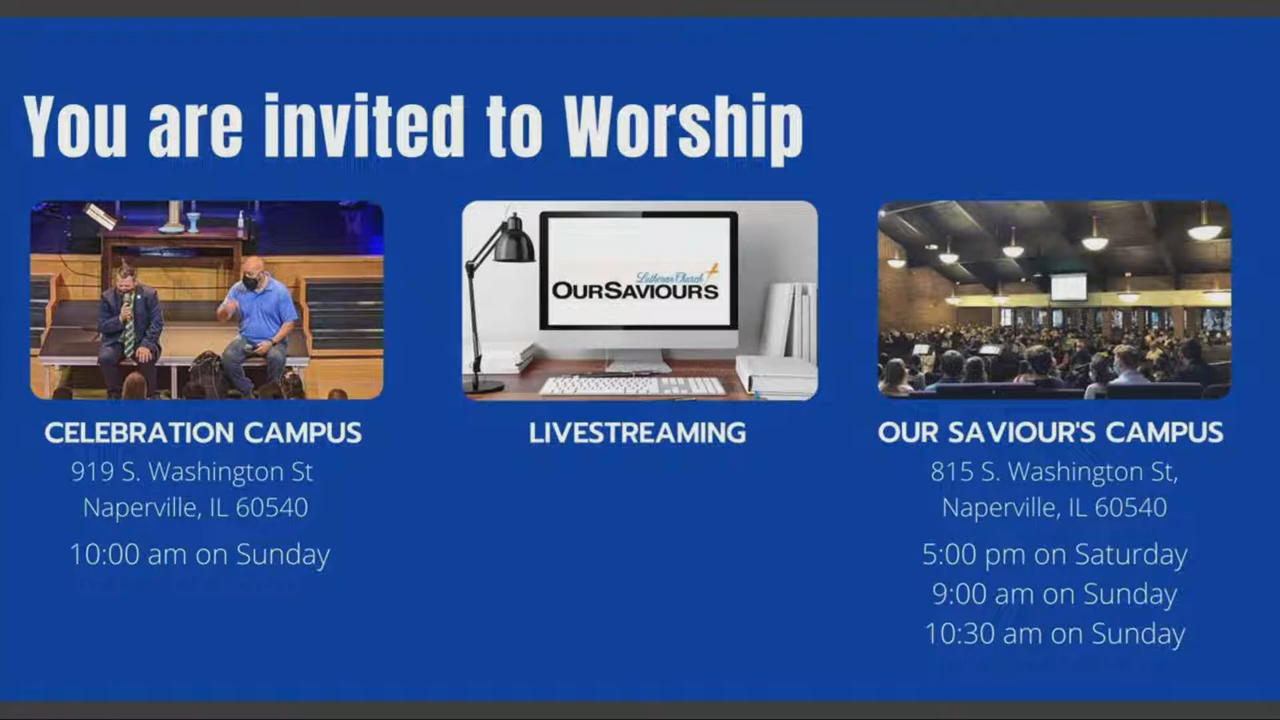 You are invited to Worship
Lutheran Church
OURSAVIOURS
CELEBRATION CAMPUS
919 S. Washington St
Naperville, IL 60540
10:00 am on Sunday
LIVESTREAMING
OUR SAVIOUR'S CAMPUS
815 S. Washington St,
Naperville, IL 60540
5:00 pm on Saturday
9:00 am on Sunday
10:30 am on Sunday